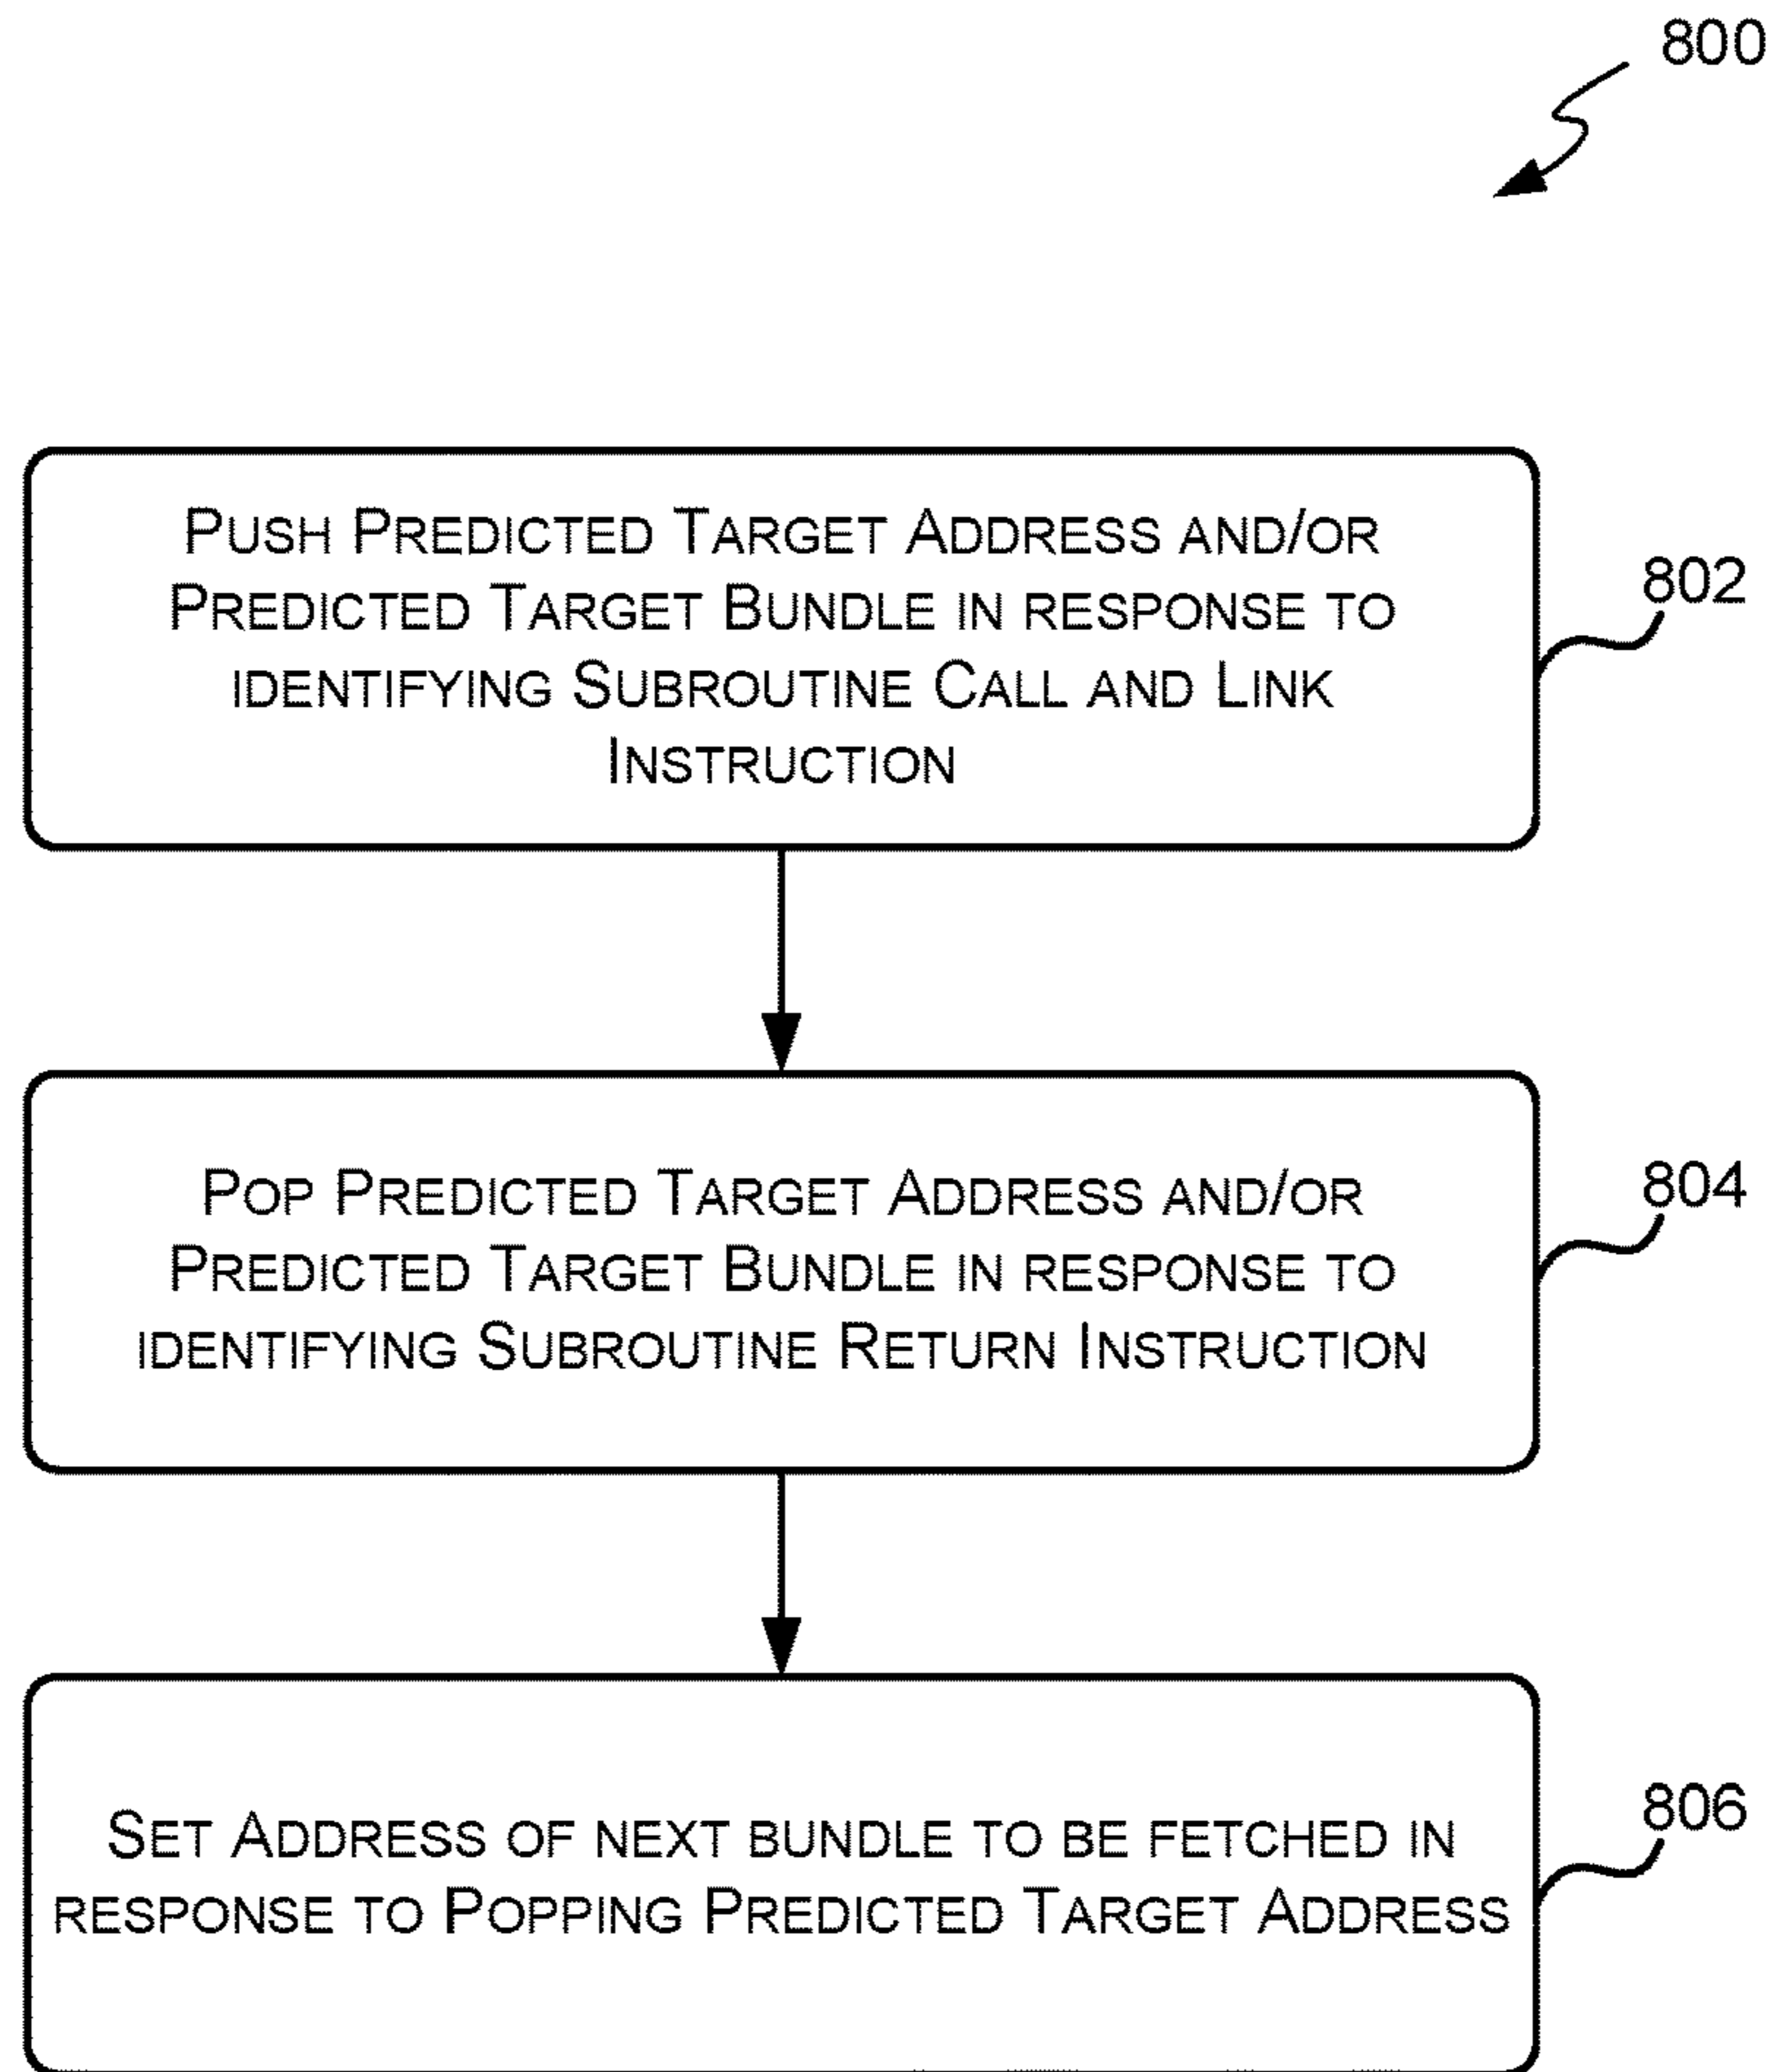 800
Push Predicted Target Address and/or
Predicted Target Bundle in response to
identifying Subroutine Call and Link
Instruction
802
Pop Predicted Target Address and/or
Predicted Target Bundle in response to
identifying Subroutine Return Instruction
804
Set Address of next bundle to be fetched in
response to Popping Predicted Target Address
806